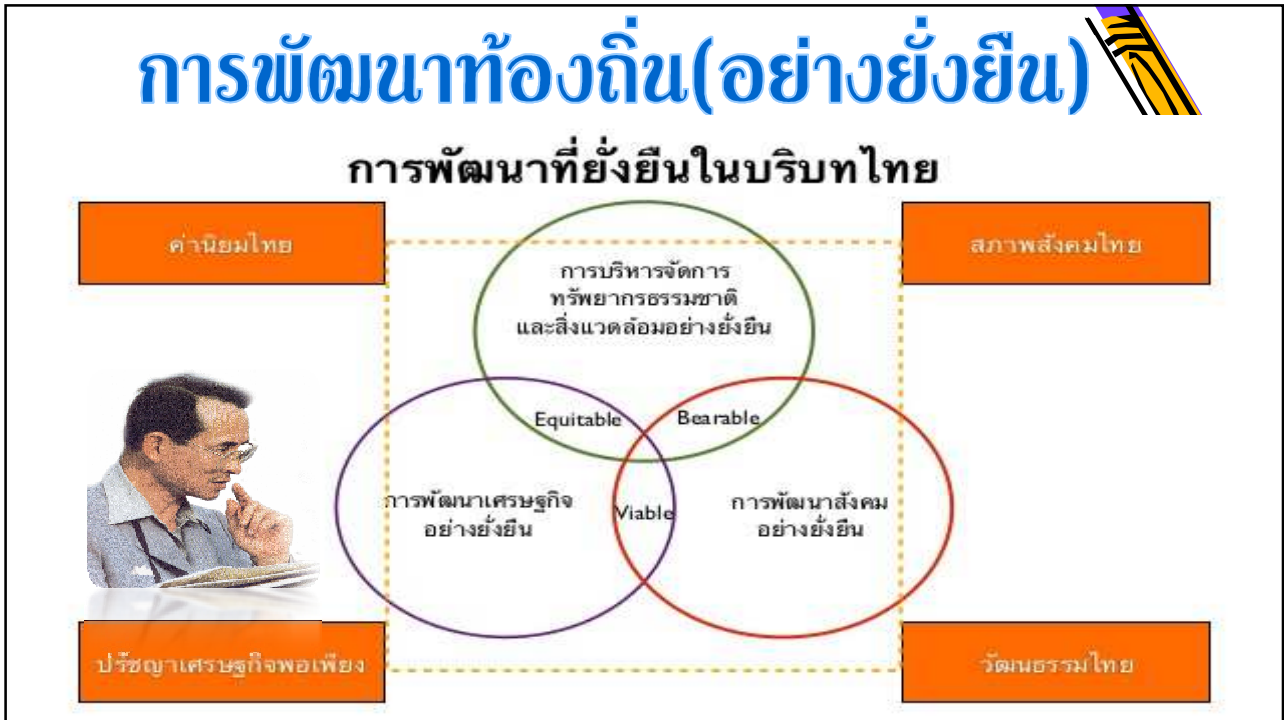 การพัฒนาท้องถิ่น(อย่างยั่งยืน)
การพัฒนาที่ยั่งยืนในบริบทไทย
ค่านิยมไทย
สภาพสังคมไทย
การบริหารจัดการ
ทรัพยากรธรรมชาติ
และสิ่งแวดล้อมอย่างยั่งยืน
Equitable
Bearable
การพัฒนาเศรษฐกิจ
อย่างยั่งยืน
Viable
การพัฒนาสังคม
อย่างยั่งยืน
ปรัชญาเศรษฐกิจพอเพียง
วัฒนธรรมไทย